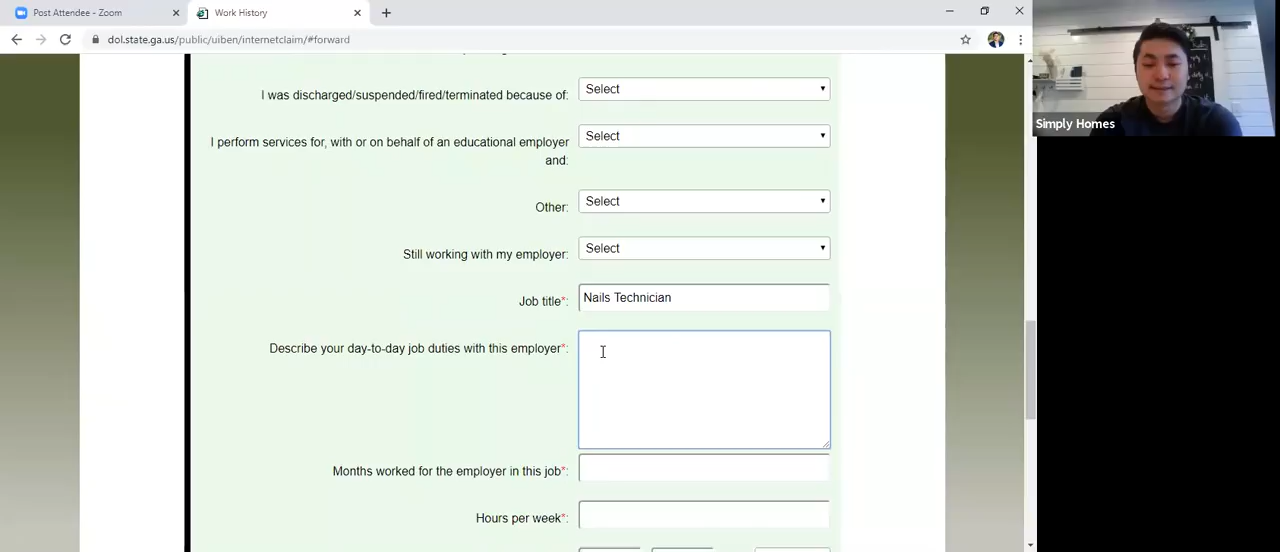 Post Attendee - Zoom
Work History
dol.state.ga.us/public/uiben/internetclaim/#forward
Simply Homes
I was discharged/suspended/fired/terminated because of:
Select
I perform services for, with or on behalf of an educational employer
and:
Select
Other:
Select
Still working with my employer:
Select
Job title*:
Nails Technician
Describe your day-to-day job duties with this employer*:
Months worked for the employer in this job*:
Hours per week*: